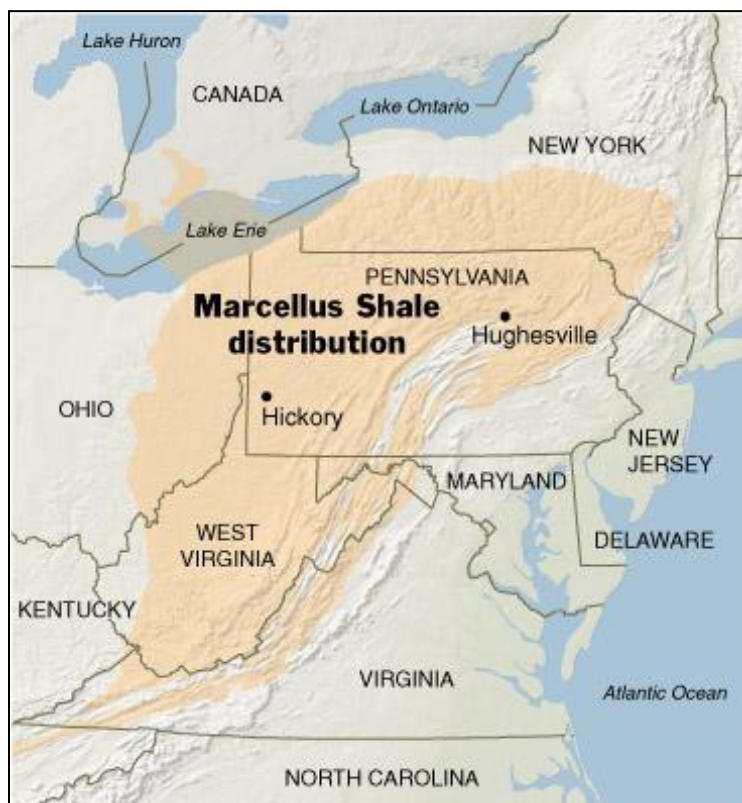 Lake Huron
CANADA
Lake Ontario
NEW YORK
Lake Erie
PENNSYLVANIA
Marcellus Shale
distribution
Hughesville
OHIO
Hickory
NEW
JERSEY
MARYLAND
WEST
VIRGINIA
DELAWARE
KENTUCKY
VIRGINIA
Atlantic Ocean
NORTH CAROLINA